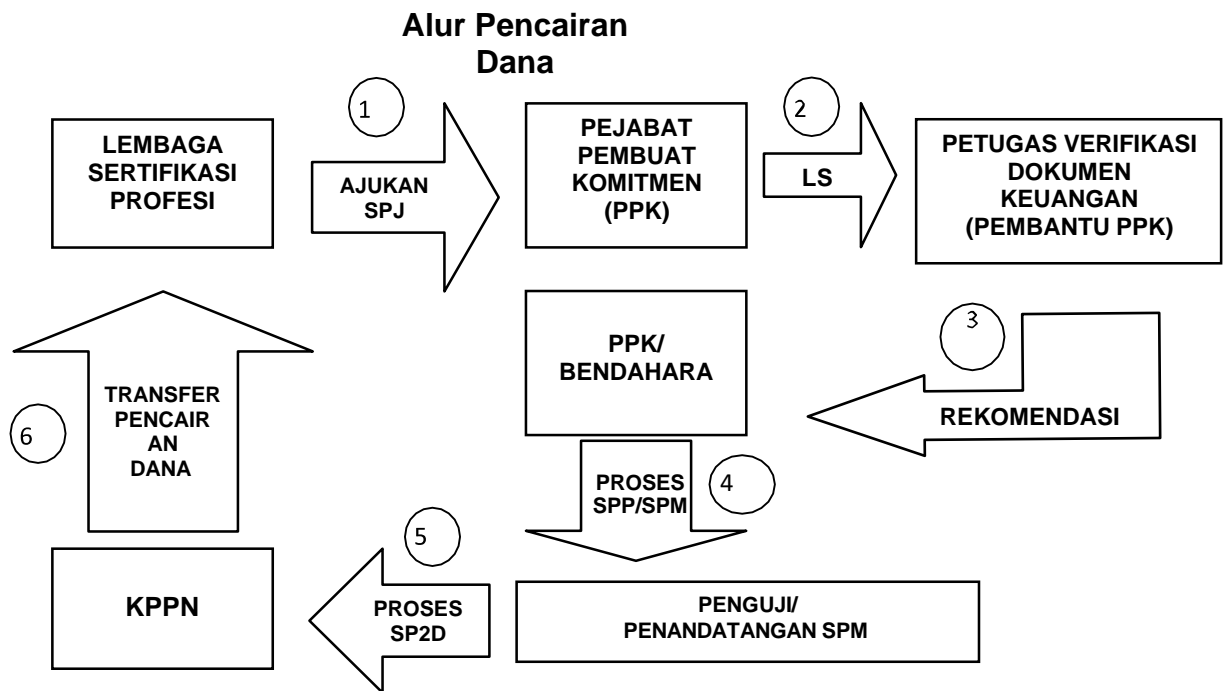 Alur Pencairan
Dana
1
2
LEMBAGA
SERTIFIKASI
PROFESI
AJUKAN
SPJ
PEJABAT
PEMBUAT
KOMITMEN
(PPK)
LS
PETUGAS VERIFIKASI
DOKUMEN
KEUANGAN
(PEMBANTU PPK)
3
REKOMENDASI
PPK/
BENDAHARA
4
PROSES
SPP/SPM
PENGUJI/
PENANDATANGAN SPM
5
PROSES
SP2D
KPPN
6
TRANSFER
PENCAIR
AN
DANA